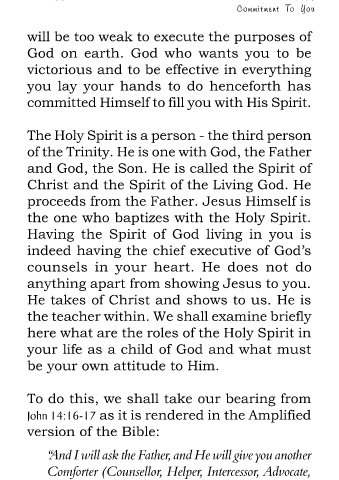 Commitment To You
will be too weak to execute the purposes of
God on earth. God who wants you to be
victorious and to be effective in everything
you lay your hands to do henceforth has
committed Himself to fill you with His Spirit.
The Holy Spirit is a person - the third person
of the Trinity. He is one with God, the Father
and God, the Son. He is called the Spirit of
Christ and the Spirit of the Living God. He
proceeds from the Father. Jesus Himself is
the one who baptizes with the Holy Spirit.
Having the Spirit of God living in you is
indeed having the chief executive of God's
counsels in your heart. He does not do
anything apart from showing Jesus to you.
He takes of Christ and shows to us. He is
the teacher within. We shall examine briefly
here what are the roles of the Holy Spirit in
your life as a child of God and what must
be your own attitude to Him.
To do this, we shall take our bearing from
John 14:16-17 as it is rendered in the Amplified
version of the Bible:
"And I will ask the Father, and He will give you another
Comforter (Counsellor, Helper, Intercessor, Advocate,